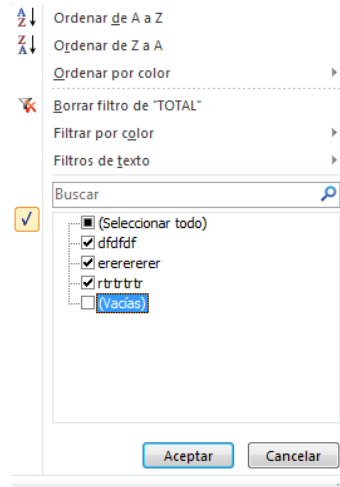 Ordenar de A a Z
Ordenar de Z a A
Ordenar por color
Borrar filtro de "TOTAL"
Filtrar por color
Filtros de texto
Buscar
(Seleccionar todo)
dfdfdf
ererererer
rtrtrtrtr
(Vacías)
Aceptar Cancelar